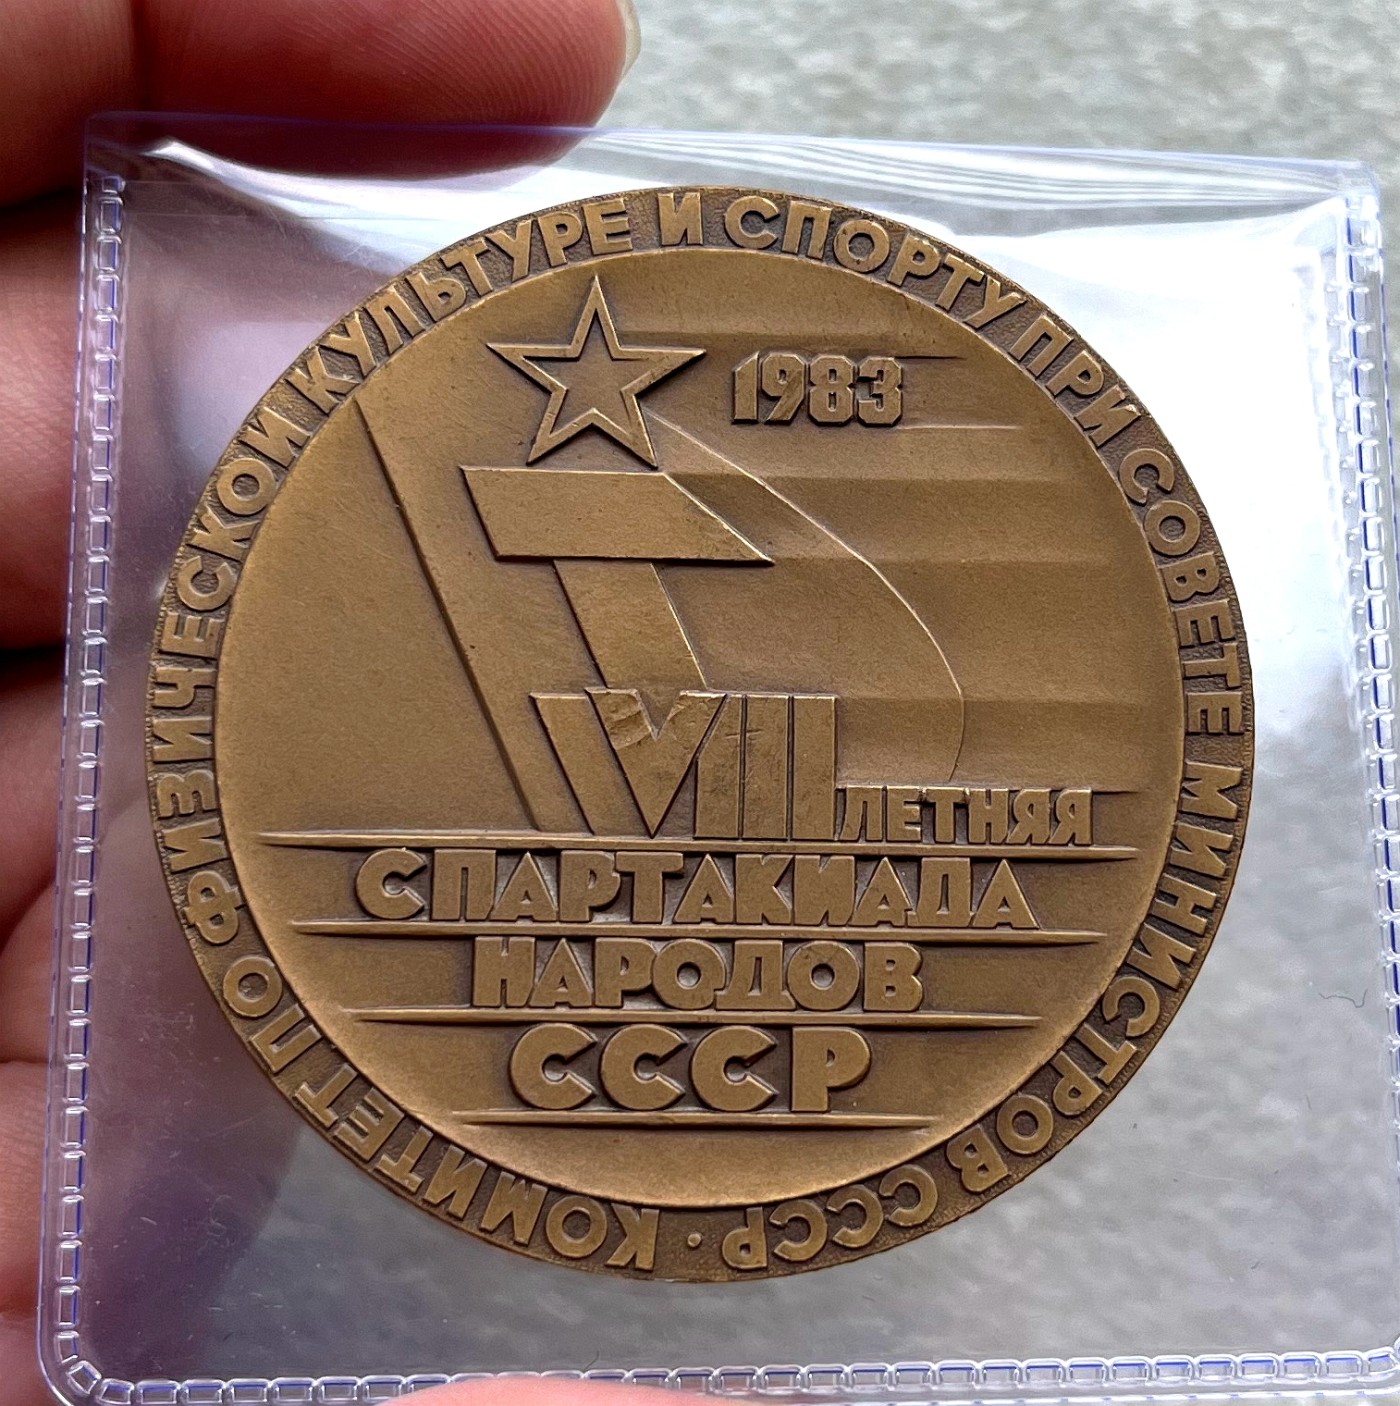 КОМИТЕТ ПО ФИЗИЧЕСКОЙ КУЛЬТУРЕ И СПОРТУ ПРИ СОВЕТЕ МИНИСТРОВ СССР ·
1983
VIII ЛЕТНЯЯ
СПАРТАКИАДА
НАРОДОВ
СССР